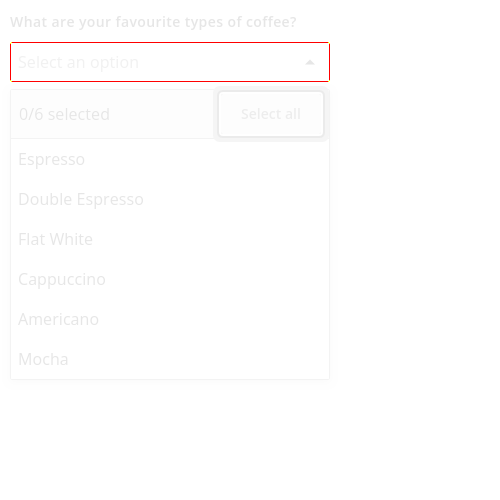 What are your favourite types of coffee?
Select an option
0/6 selected
Select all
Espresso
Double Espresso
Flat White
Cappuccino
Americano
Mocha